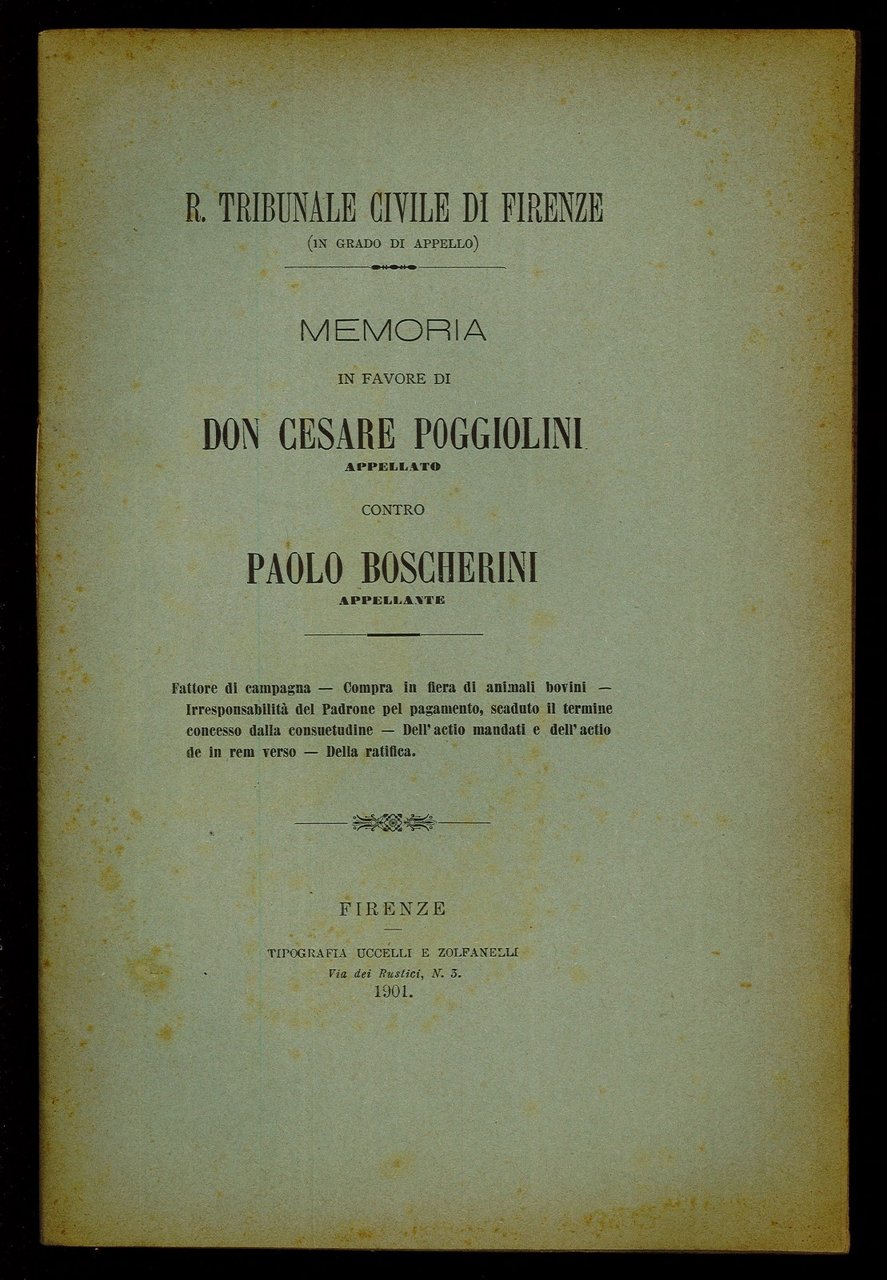 R. TRIBUNALE CIVILE DI FIRENZE
(IN GRADO DI APPELLO)
MEMORIA
IN FAVORE DI
DON CESARE POGGIOLINI
APPELLATO
CONTRO
PAOLO BOSCHERINI
APPELLANTE
Fattore di campagna — Compra in fiera di animali bovini —
Irresponsabilità del Padrone pel pagamento, scaduto il termine
concesso dalla consuetudine — Dell'actio mandati e dell'actio
de in rem verso — Della ratifica.
FIRENZE
TIPOGRAFIA UCCELLI E ZOLFANELLI
Via dei Rustici, N. 3.
1901.